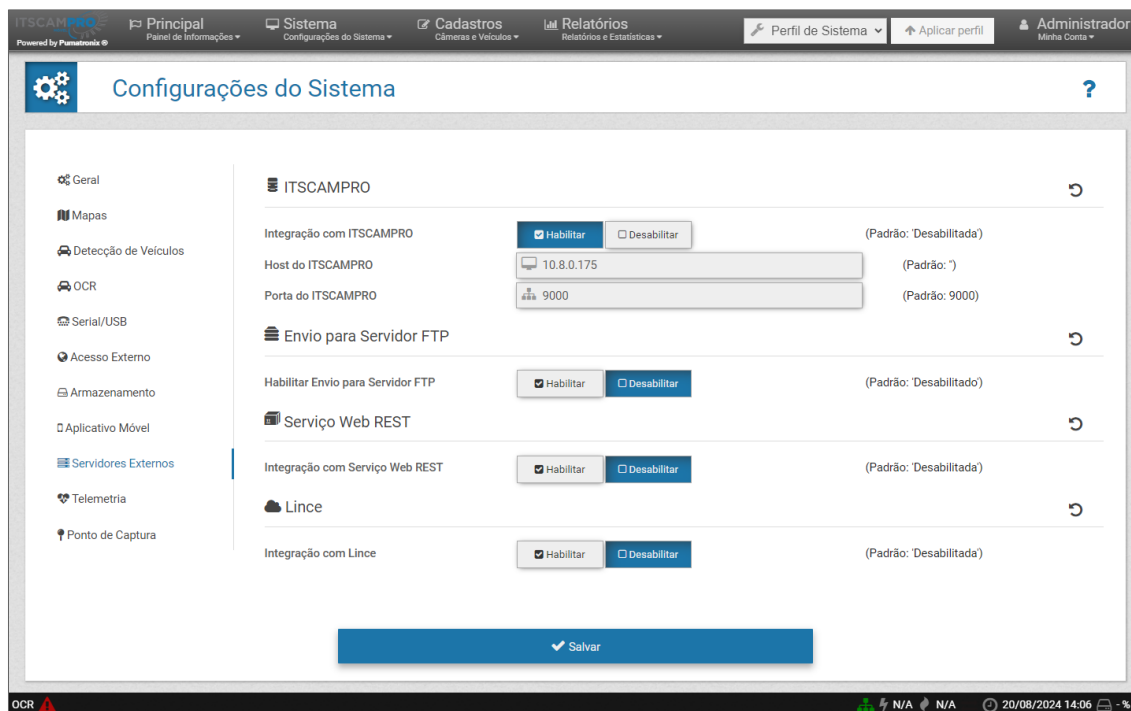 ITSCAMPRO
Powered by Pumatronix ®
Principal
Painel de Informações
Sistema
Configurações do Sistema
Cadastros
Câmeras e Veículos
Relatórios
Relatórios e Estatísticas
Perfil de Sistema
Aplicar perfil
Administrador
Minha Conta
Configurações do Sistema
?
Geral
Mapas
Detecção de Veículos
OCR
Serial/USB
Acesso Externo
Armazenamento
Aplicativo Móvel
Servidores Externos
Telemetria
Ponto de Captura
ITSCAMPRO
Integração com ITSCAMPRO Habilitar Desabilitar (Padrão: 'Desabilitada')
Host do ITSCAMPRO 10.8.0.175 (Padrão: '')
Porta do ITSCAMPRO 9000 (Padrão: 9000)
Envio para Servidor FTP
Habilitar Envio para Servidor FTP Habilitar Desabilitar (Padrão: 'Desabilitado')
Serviço Web REST
Integração com Serviço Web REST Habilitar Desabilitar (Padrão: 'Desabilitada')
Lince
Integração com Lince Habilitar Desabilitar (Padrão: 'Desabilitada')
Salvar
OCR N/A N/A 20/08/2024 14:06 - %